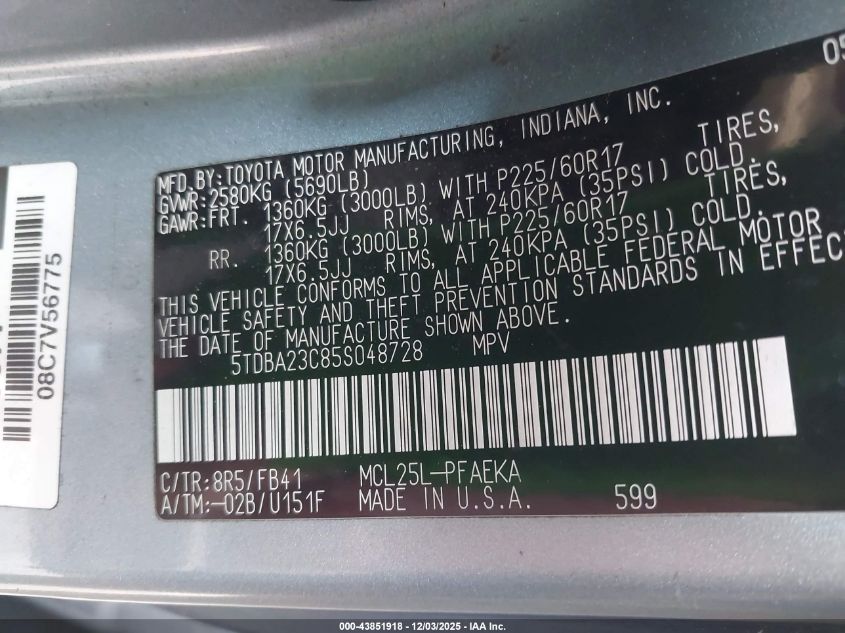 05
MFD.BY:TOYOTA MOTOR MANUFACTURING, INDIANA, INC.
GVWR:2580KG (5690LB)
GAWR:FRT. 1360KG (3000LB) WITH P225/60R17 TIRES,
17X6.5JJ RIMS, AT 240KPA (35PSI) COLD.
RR. 1360KG (3000LB) WITH P225/60R17 TIRES,
17X6.5JJ RIMS, AT 240KPA (35PSI) COLD.
THIS VEHICLE CONFORMS TO ALL APPLICABLE FEDERAL MOTOR
VEHICLE SAFETY AND THEFT PREVENTION STANDARDS IN EFFEC
THE DATE OF MANUFACTURE SHOWN ABOVE.
5TDBA23C85S048728 MPV
C/TR:8R5/FB41 MCL25L-PFAEKA
A/TM:-02B/U151F MADE IN U.S.A. 599
08C7V56775
000-43851918 - 12/03/2025 - IAA Inc.